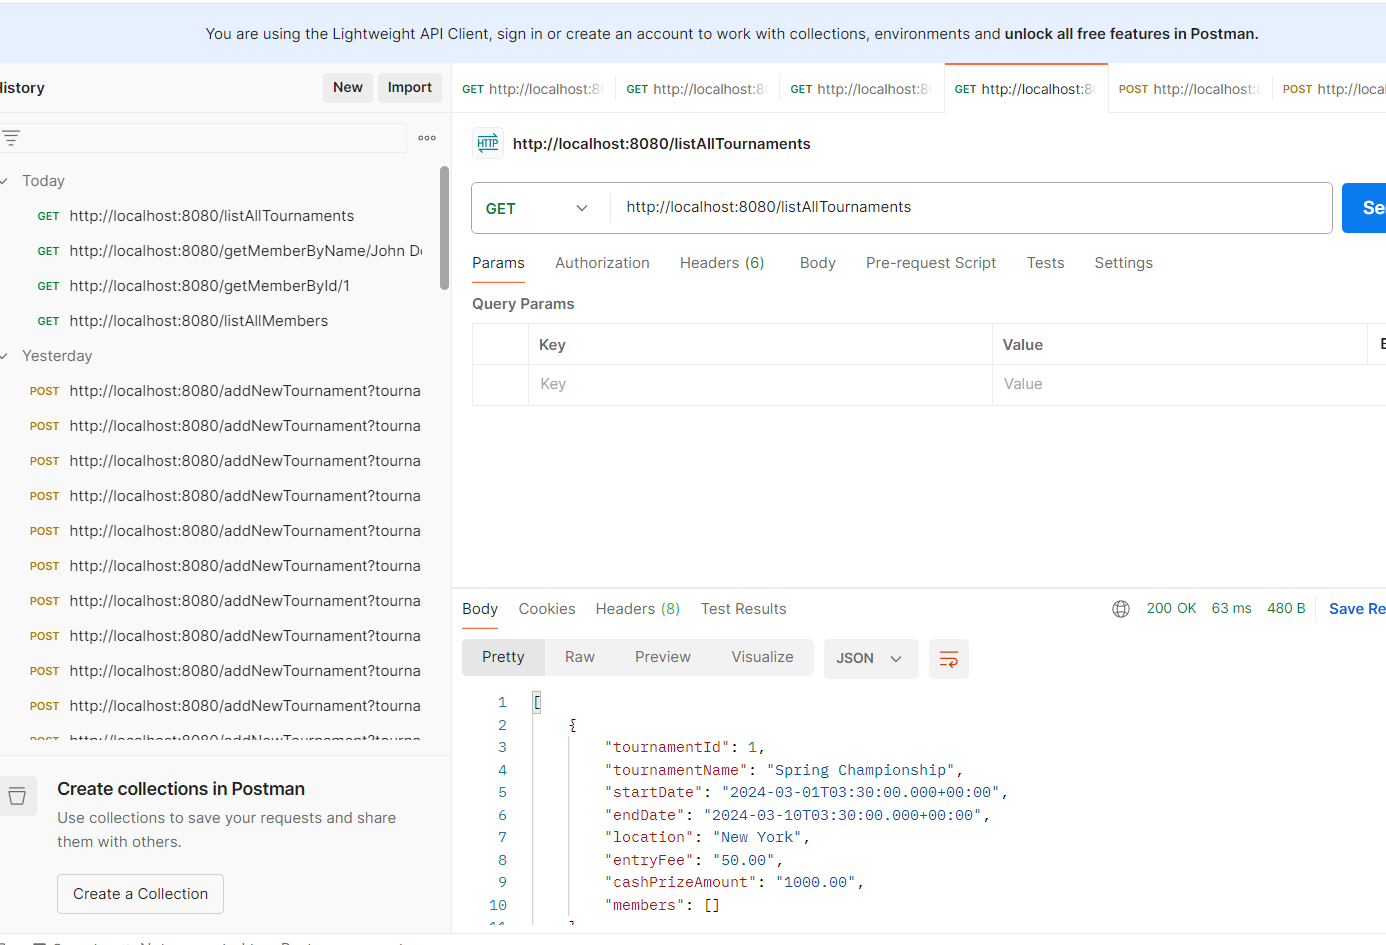 You are using the Lightweight API Client, sign in or create an account to work with collections, environments and unlock all free features in Postman.
History
New
Import
GET http://localhost:8
GET http://localhost:8
GET http://localhost:8
GET http://localhost:8
POST http://localhost:
POST http://loca
HTTP http://localhost:8080/listAllTournaments
Today
GET http://localhost:8080/listAllTournaments
GET http://localhost:8080/getMemberByName/John D
GET http://localhost:8080/getMemberById/1
GET http://localhost:8080/listAllMembers
Yesterday
POST http://localhost:8080/addNewTournament?tourna
POST http://localhost:8080/addNewTournament?tourna
POST http://localhost:8080/addNewTournament?tourna
POST http://localhost:8080/addNewTournament?tourna
POST http://localhost:8080/addNewTournament?tourna
POST http://localhost:8080/addNewTournament?tourna
POST http://localhost:8080/addNewTournament?tourna
POST http://localhost:8080/addNewTournament?tourna
POST http://localhost:8080/addNewTournament?tourna
POST http://localhost:8080/addNewTournament?tourna
POST http://localhost:8080/addNewTournament?tourna
Create collections in Postman
Use collections to save your requests and share
them with others.
Create a Collection
GET http://localhost:8080/listAllTournaments
Se
Params Authorization Headers (6) Body Pre-request Script Tests Settings
Query Params
Key Value
Key Value
Body Cookies Headers (8) Test Results 200 OK 63 ms 480 B Save Re
Pretty Raw Preview Visualize JSON
1 [
2 {
3 "tournamentId": 1,
4 "tournamentName": "Spring Championship",
5 "startDate": "2024-03-01T03:30:00.000+00:00",
6 "endDate": "2024-03-10T03:30:00.000+00:00",
7 "location": "New York",
8 "entryFee": "50.00",
9 "cashPrizeAmount": "1000.00",
10 "members": []
11 }